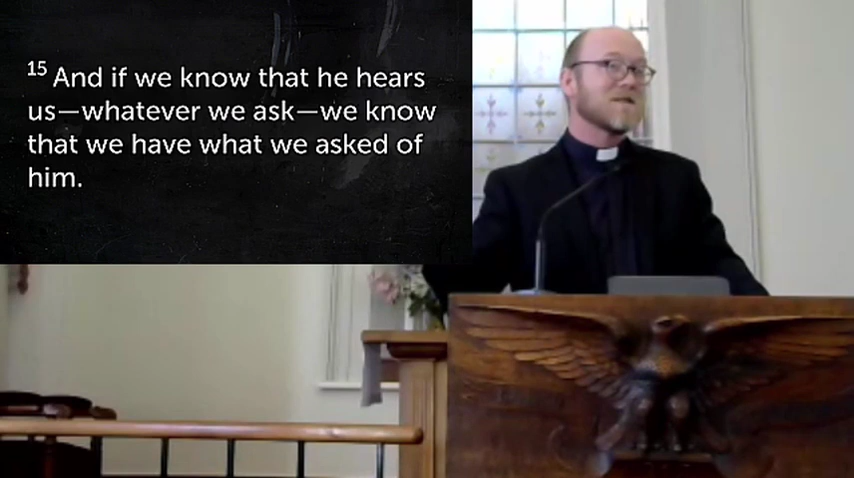 15 And if we know that he hears
us—whatever we ask—we know
that we have what we asked of
him.